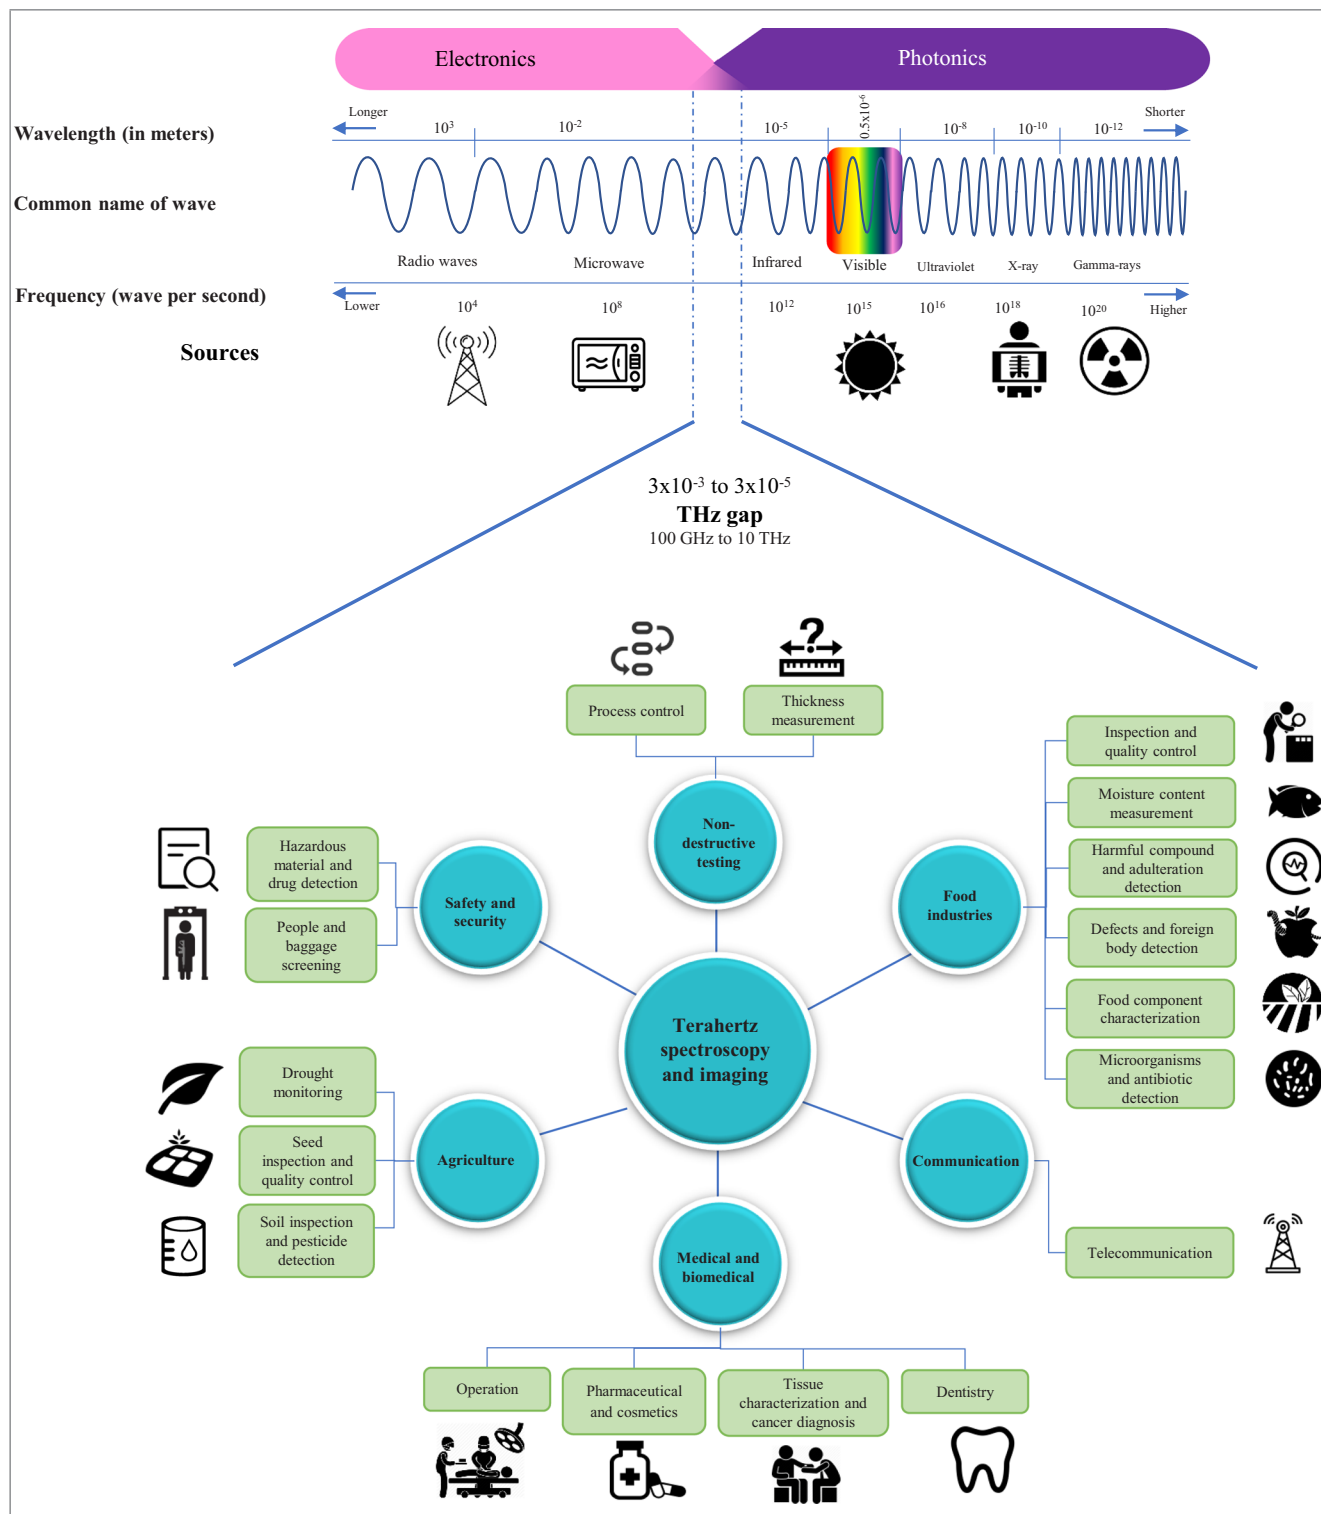 Electronics
Photonics
Wavelength (in meters)
Longer
10³
10⁻²
10⁻⁵
0.5x10⁻⁶
10⁻⁸
10⁻¹⁰
10⁻¹²
Shorter
Common name of wave
Radio waves
Microwave
Infrared
Visible
Ultraviolet
X-ray
Gamma-rays
Frequency (wave per second)
Lower
10⁴
10⁸
10¹²
10¹⁵
10¹⁶
10¹⁸
10²⁰
Higher
Sources
3x10⁻³ to 3x10⁻⁵
THz gap
100 GHz to 10 THz
Process control
Thickness
measurement
Non-
destructive
testing
Hazardous
material and
drug detection
People and
baggage
screening
Safety and
security
Food
industries
Inspection and
quality control
Moisture content
measurement
Harmful compound
and adulteration
detection
Defects and foreign
body detection
Food component
characterization
Microorganisms
and antibiotic
detection
Terahertz
spectroscopy
and imaging
Drought
monitoring
Seed
inspection and
quality control
Soil inspection
and pesticide
detection
Agriculture
Communication
Telecommunication
Medical and
biomedical
Operation
Pharmaceutical
and cosmetics
Tissue
characterization and
cancer diagnosis
Dentistry